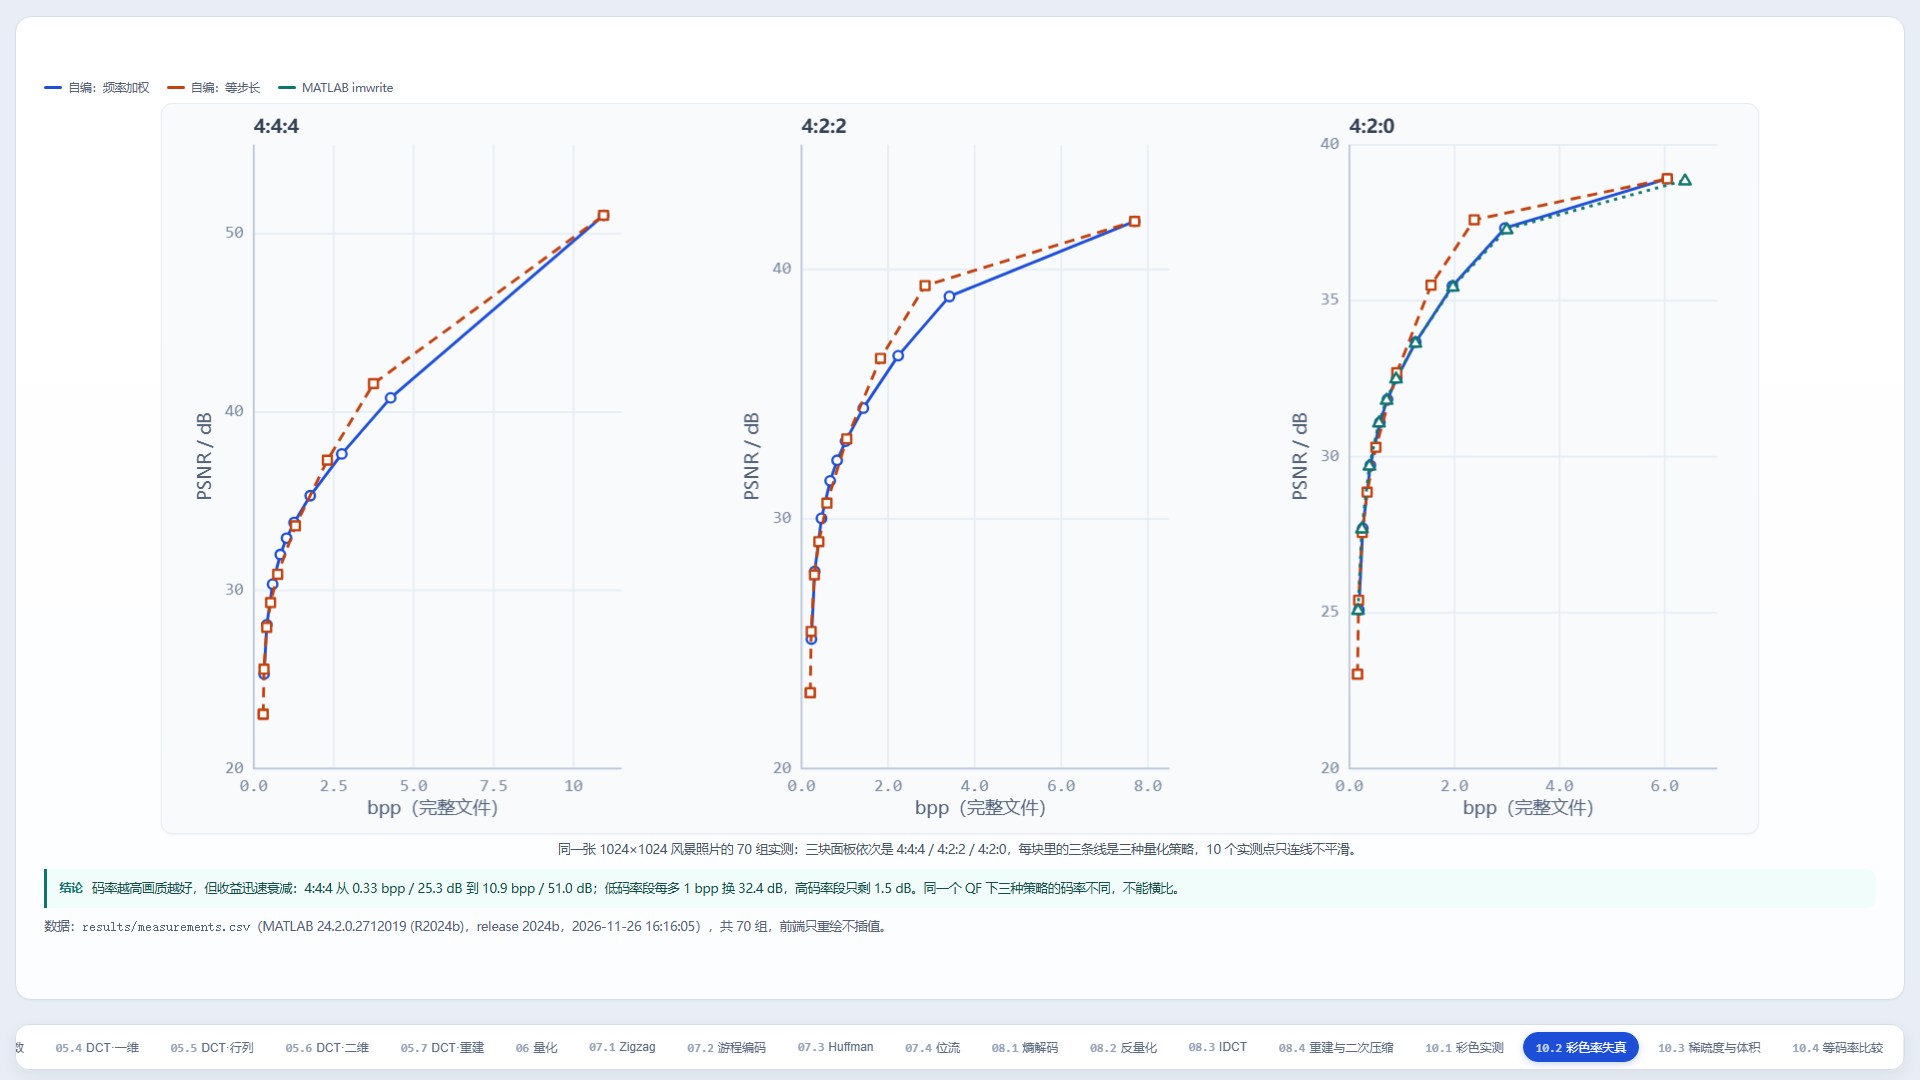 自编：频率加权 自编：等步长 MATLAB imwrite
4:4:4
50
40
30
20
0.0 2.5 5.0 7.5 10
PSNR / dB
bpp（完整文件）
4:2:2
40
30
20
0.0 2.0 4.0 6.0 8.0
PSNR / dB
bpp（完整文件）
4:2:0
40
35
30
25
20
0.0 2.0 4.0 6.0
PSNR / dB
bpp（完整文件）
同一张 1024×1024 风景照片的 70 组实测：三块面板依次是 4:4:4 / 4:2:2 / 4:2:0，每块里的三条线是三种量化策略，10 个实测点只连线不平滑。
结论 码率越高画质越好，但收益迅速衰减：4:4:4 从 0.33 bpp / 25.3 dB 到 10.9 bpp / 51.0 dB；低码率段每多 1 bpp 换 32.4 dB，高码率段只剩 1.5 dB。同一个 QF 下三种策略的码率不同，不能横比。
数据：results/measurements.csv（MATLAB 24.2.0.2712019 (R2024b)，release 2024b，2026-11-26 16:16:05），共 70 组，前端只重绘不插值。
05.4 DCT·一维 05.5 DCT·行列 05.6 DCT·二维 05.7 DCT·重建 06 量化 07.1 Zigzag 07.2 游程编码 07.3 Huffman 07.4 位流 08.1 熵解码 08.2 反量化 08.3 IDCT 08.4 重建与二次压缩 10.1 彩色实测 10.2 彩色率失真 10.3 稀疏度与体积 10.4 等码率比较